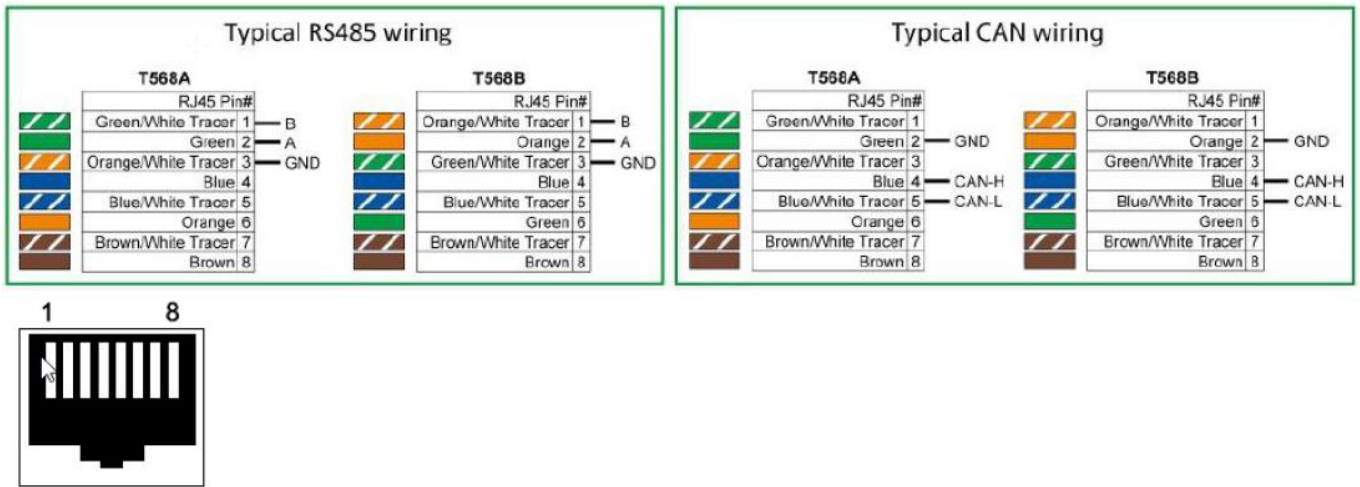 Typical RS485 wiring
T568A
RJ45 Pin#
Green/White Tracer 1 B
Green 2 A
Orange/White Tracer 3 GND
Blue 4
Blue/White Tracer 5
Orange 6
Brown/White Tracer 7
Brown 8
T568B
RJ45 Pin#
Orange/White Tracer 1 B
Orange 2 A
Green/White Tracer 3 GND
Blue 4
Blue/White Tracer 5
Green 6
Brown/White Tracer 7
Brown 8
Typical CAN wiring
T568A
RJ45 Pin#
Green/White Tracer 1
Green 2 GND
Orange/White Tracer 3
Blue 4 CAN-H
Blue/White Tracer 5 CAN-L
Orange 6
Brown/White Tracer 7
Brown 8
T568B
RJ45 Pin#
Orange/White Tracer 1
Orange 2 GND
Green/White Tracer 3
Blue 4 CAN-H
Blue/White Tracer 5 CAN-L
Green 6
Brown/White Tracer 7
Brown 8
1 8